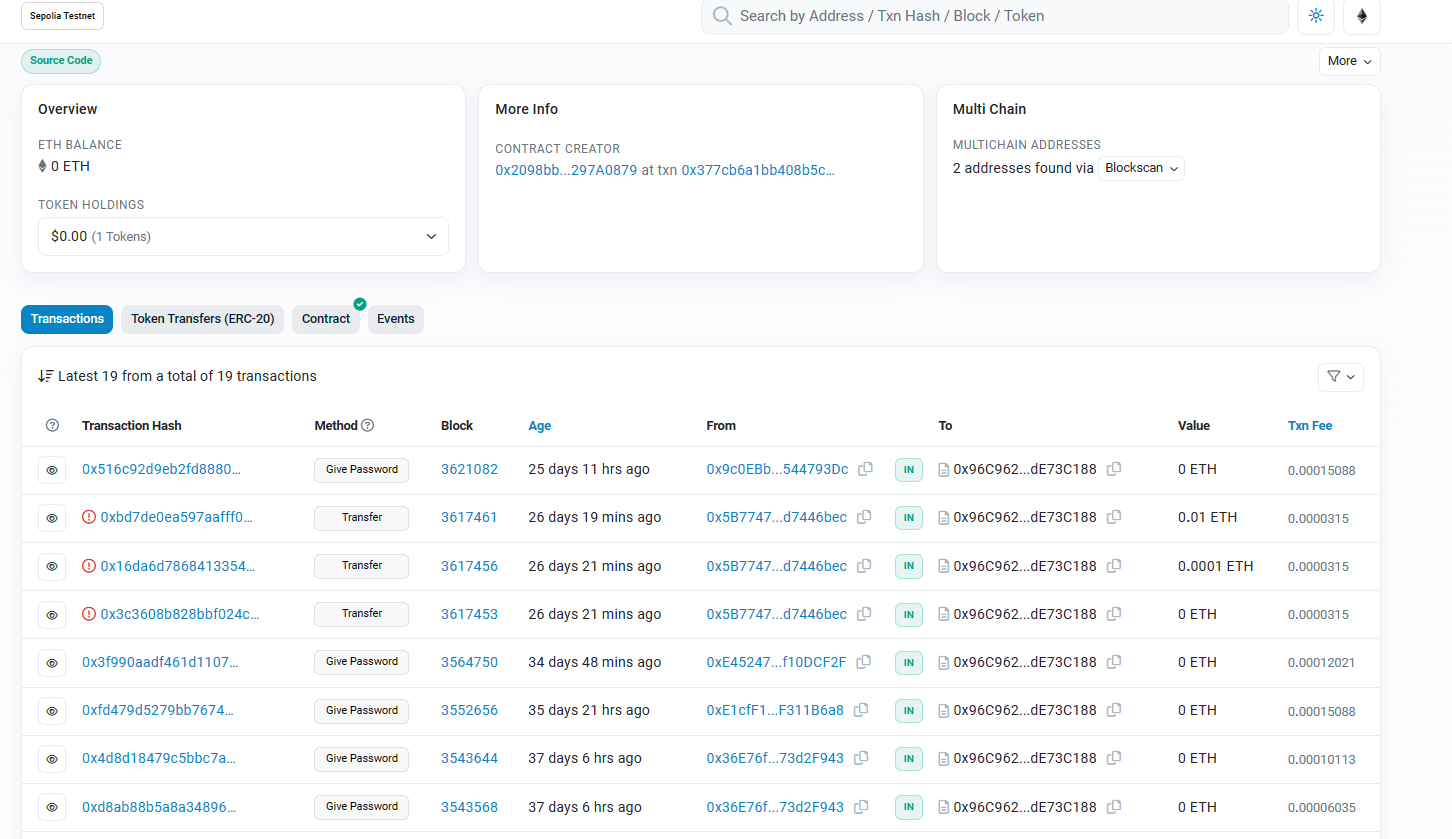 Sepolia Testnet
Search by Address / Txn Hash / Block / Token
Source Code
More
Overview
ETH BALANCE
0 ETH
TOKEN HOLDINGS
$0.00 (1 Tokens)
More Info
CONTRACT CREATOR
0x2098bb...297A0879 at txn 0x377cb6a1bb408b5c...
Multi Chain
MULTICHAIN ADDRESSES
2 addresses found via Blockscan
Transactions Token Transfers (ERC-20) Contract Events
Latest 19 from a total of 19 transactions
Transaction Hash Method Block Age From To Value Txn Fee
0x516c92d9eb2fd8880... Give Password 3621082 25 days 11 hrs ago 0x9c0EBb...544793Dc IN 0x96C962...dE73C188 0 ETH 0.00015088
0xbd7de0ea597aafff0... Transfer 3617461 26 days 19 mins ago 0x5B7747...d7446bec IN 0x96C962...dE73C188 0.01 ETH 0.0000315
0x16da6d7868413354... Transfer 3617456 26 days 21 mins ago 0x5B7747...d7446bec IN 0x96C962...dE73C188 0.0001 ETH 0.0000315
0x3c3608b828bbf024c... Transfer 3617453 26 days 21 mins ago 0x5B7747...d7446bec IN 0x96C962...dE73C188 0 ETH 0.0000315
0x3f990aadf461d1107... Give Password 3564750 34 days 48 mins ago 0xE45247...f10DCF2F IN 0x96C962...dE73C188 0 ETH 0.00012021
0xfd479d5279bb7674... Give Password 3552656 35 days 21 hrs ago 0xE1cfF1...F311B6a8 IN 0x96C962...dE73C188 0 ETH 0.00015088
0x4d8d18479c5bbc7a... Give Password 3543644 37 days 6 hrs ago 0x36E76f...73d2F943 IN 0x96C962...dE73C188 0 ETH 0.00010113
0xd8ab88b5a8a34896... Give Password 3543568 37 days 6 hrs ago 0x36E76f...73d2F943 IN 0x96C962...dE73C188 0 ETH 0.00006035